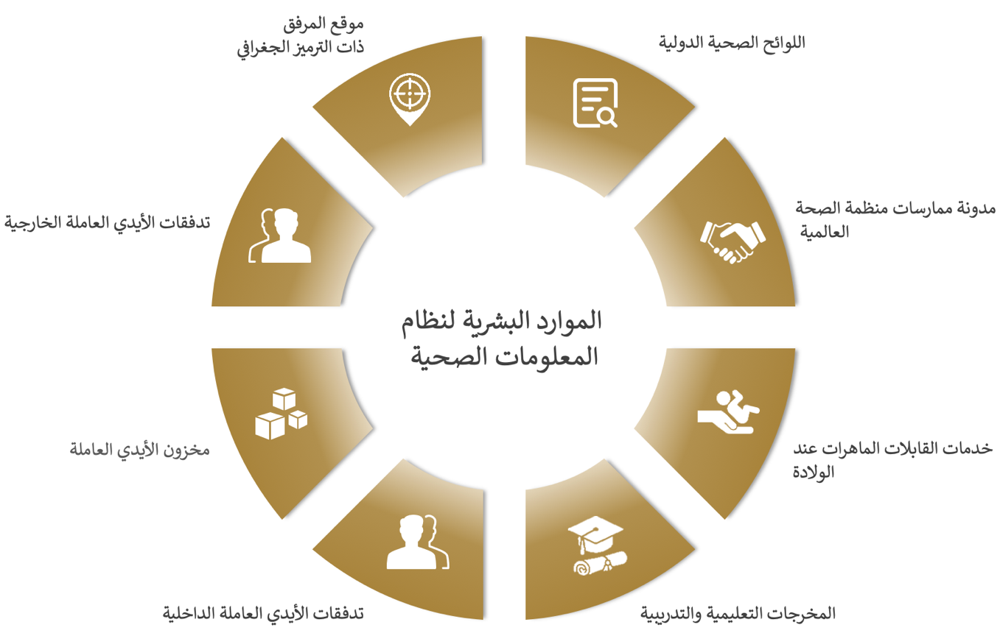 موقع المرفق
ذات الترميز الجغرافي
اللوائح الصحية الدولية
مدونة ممارسات منظمة الصحة
العالمية
تدفقات الأيدي العاملة الخارجية
الموارد البشرية لنظام
المعلومات الصحية
خدمات القابلات الماهرات عند
الولادة
مخزون الأيدي العاملة
المخرجات التعليمية والتدريبية
تدفقات الأيدي العاملة الداخلية